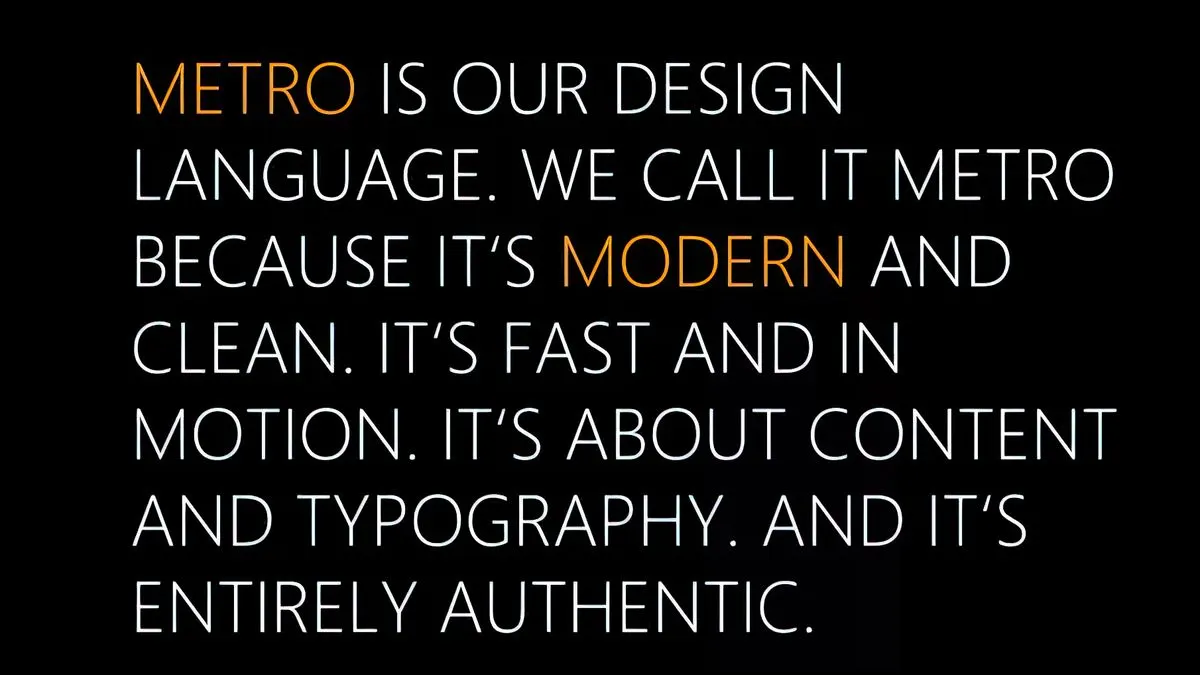 METRO IS OUR DESIGN
LANGUAGE. WE CALL IT METRO
BECAUSE IT‘S MODERN AND
CLEAN. IT‘S FAST AND IN
MOTION. IT‘S ABOUT CONTENT
AND TYPOGRAPHY. AND IT‘S
ENTIRELY AUTHENTIC.